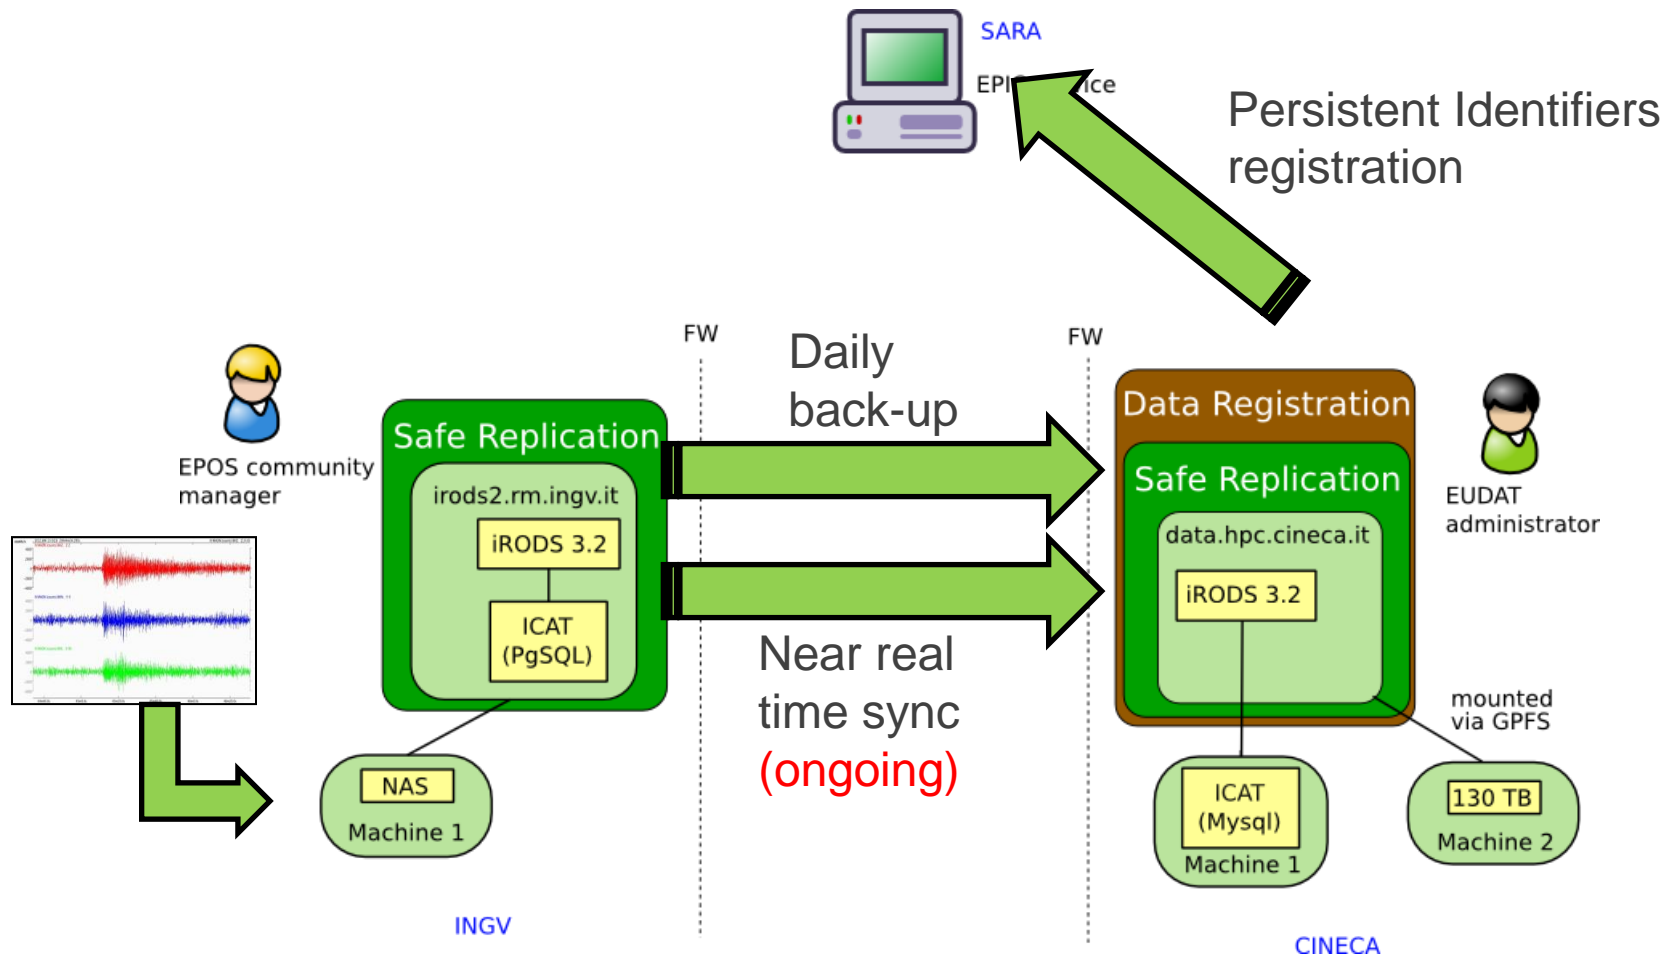 SARA
EPI
ice
Persistent Identifiers
registration
FW
FW
Daily
back-up
EPOS community
manager
Safe Replication
irods2.rm.ingv.it
iRODS 3.2
ICAT
(PgSQL)
Near real
time sync
(ongoing)
Data Registration
Safe Replication
data.hpc.cineca.it
iRODS 3.2
EUDAT
administrator
mounted
via GPFS
NAS
Machine 1
ICAT
(Mysql)
Machine 1
130 TB
Machine 2
INGV
CINECA